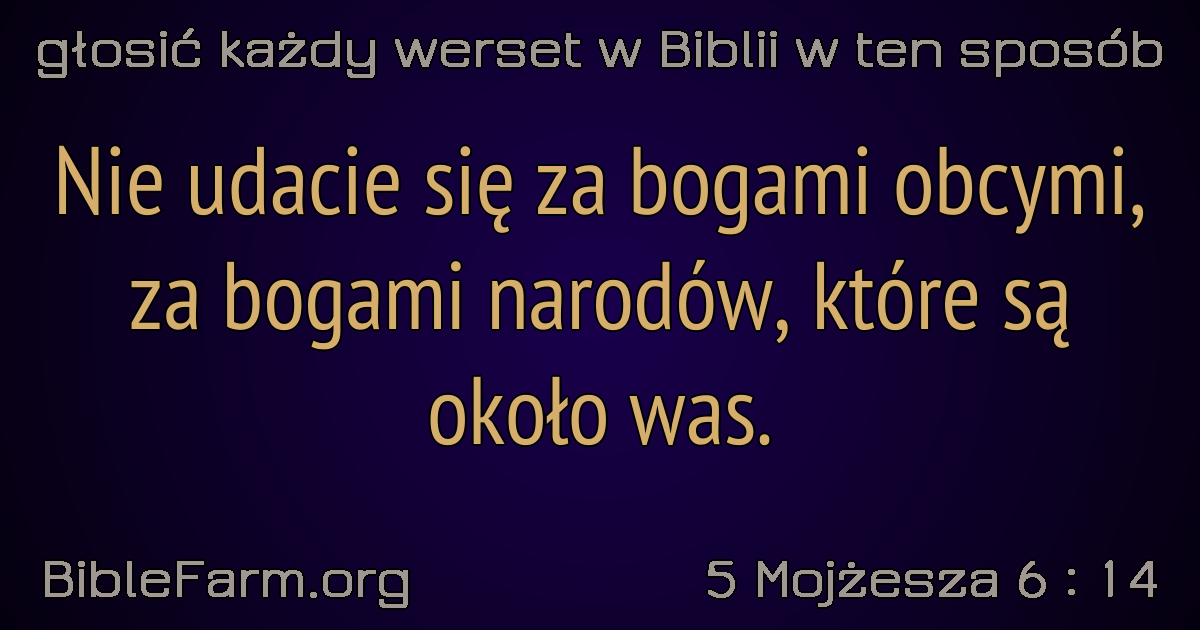 głosić każdy werset w Biblii w ten sposób
Nie udacie się za bogami obcymi,
za bogami narodów, które są
około was.
BibleFarm.org
5 Mojżesza 6 : 14